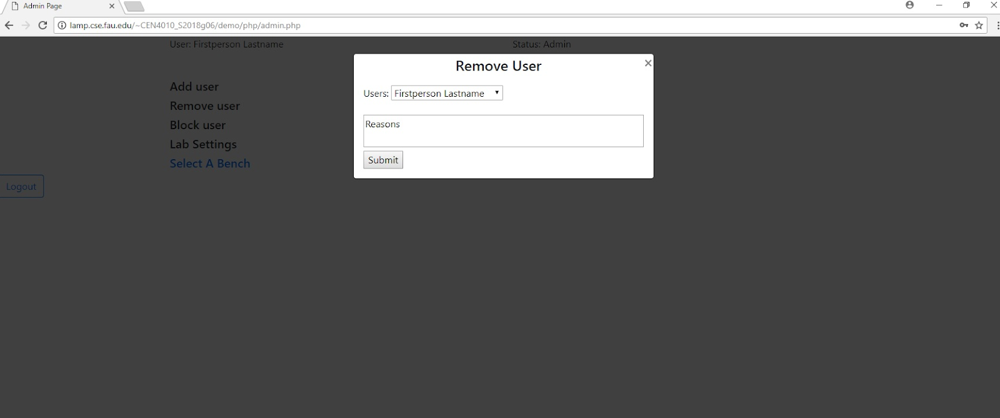 Admin Page
lamp.cse.fau.edu/~CEN4010_S2018g06/demo/php/admin.php
User: Firstperson Lastname
Status: Admin
Remove User
Users: Firstperson Lastname
Reasons
Submit
Add user
Remove user
Block user
Lab Settings
Select A Bench
Logout